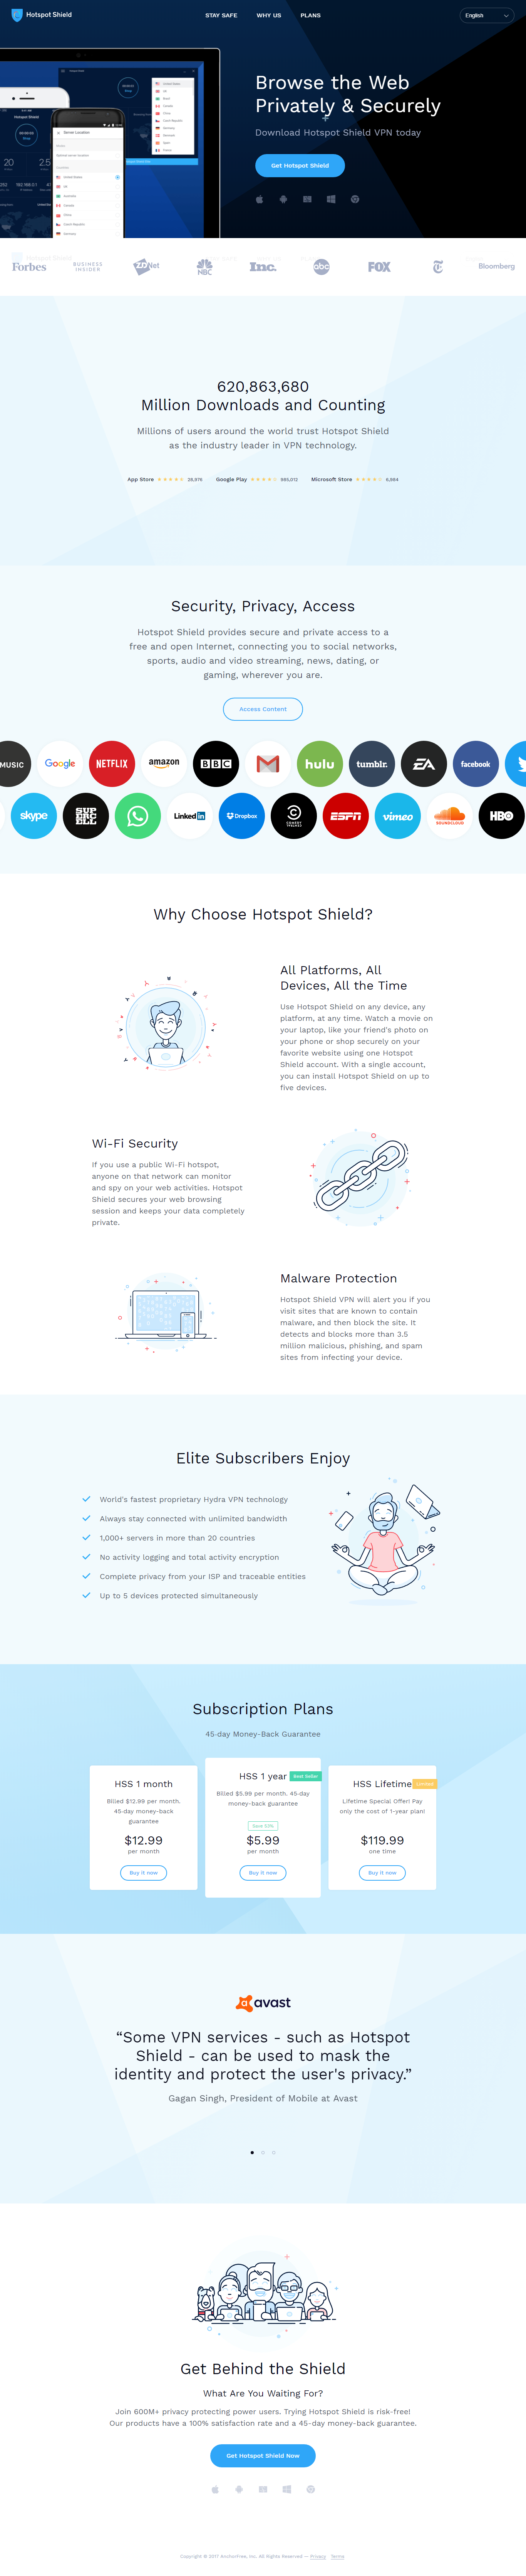 Hotspot Shield
STAY SAFE
WHY US
PLANS
English
Browse the Web
Privately & Securely
Download Hotspot Shield VPN today
Get Hotspot Shield
Forbes
BUSINESS
INSIDER
ZDNet
NBC
Inc.
abc
FOX
T
Bloomberg
620,863,680
Million Downloads and Counting
Millions of users around the world trust Hotspot Shield
as the industry leader in VPN technology.
App Store
Google Play
Microsoft Store
Security, Privacy, Access
Hotspot Shield provides secure and private access to a
free and open Internet, connecting you to social networks,
sports, audio and video streaming, news, dating, or
gaming, wherever you are.
Access Content
MUSIC
Google
NETFLIX
amazon
BBC
hulu
tumblr.
EA
facebook
skype
SUP
ERC
ELL
LinkedIn
Dropbox
COMEDY
CENTRAL
ESPN
vimeo
SOUNDCLOUD
HBO
Why Choose Hotspot Shield?
All Platforms, All
Devices, All the Time
Use Hotspot Shield on any device, any
platform, at any time. Watch a movie on
your laptop, like your friend's photo on
your phone or shop securely on your
favorite website using one Hotspot
Shield account. With a single account,
you can install Hotspot Shield on up to
five devices.
Wi-Fi Security
If you use a public Wi-Fi hotspot,
anyone on that network can monitor
and spy on your web activities. Hotspot
Shield secures your web browsing
session and keeps your data completely
private.
Malware Protection
Hotspot Shield VPN will alert you if you
visit sites that are known to contain
malware, and then block the site. It
detects and blocks more than 3.5
million malicious, phishing, and spam
sites from infecting your device.
Elite Subscribers Enjoy
World's fastest proprietary Hydra VPN technology
Always stay connected with unlimited bandwidth
1,000+ servers in more than 20 countries
No activity logging and total activity encryption
Complete privacy from your ISP and traceable entities
Up to 5 devices protected simultaneously
Subscription Plans
45-day Money-Back Guarantee
HSS 1 month
Billed $12.99 per month.
45-day money-back
guarantee
$12.99
per month
Buy it now
HSS 1 year
Best Seller
Billed $5.99 per month. 45-day
money-back guarantee
Save 53%
$5.99
per month
Buy it now
HSS Lifetime
Lifetime Special Offer! Pay
only the cost of 1-year plan!
$119.99
one time
Buy it now
avast
“Some VPN services - such as Hotspot
Shield - can be used to mask the
identity and protect the user's privacy.”
Gagan Singh, President of Mobile at Avast
Get Behind the Shield
What Are You Waiting For?
Join 600M+ privacy protecting power users. Trying Hotspot Shield is risk-free!
Our products have a 100% satisfaction rate and a 45-day money-back guarantee.
Get Hotspot Shield Now
Copyright © 2017 AnchorFree, Inc. All Rights Reserved — Privacy Terms